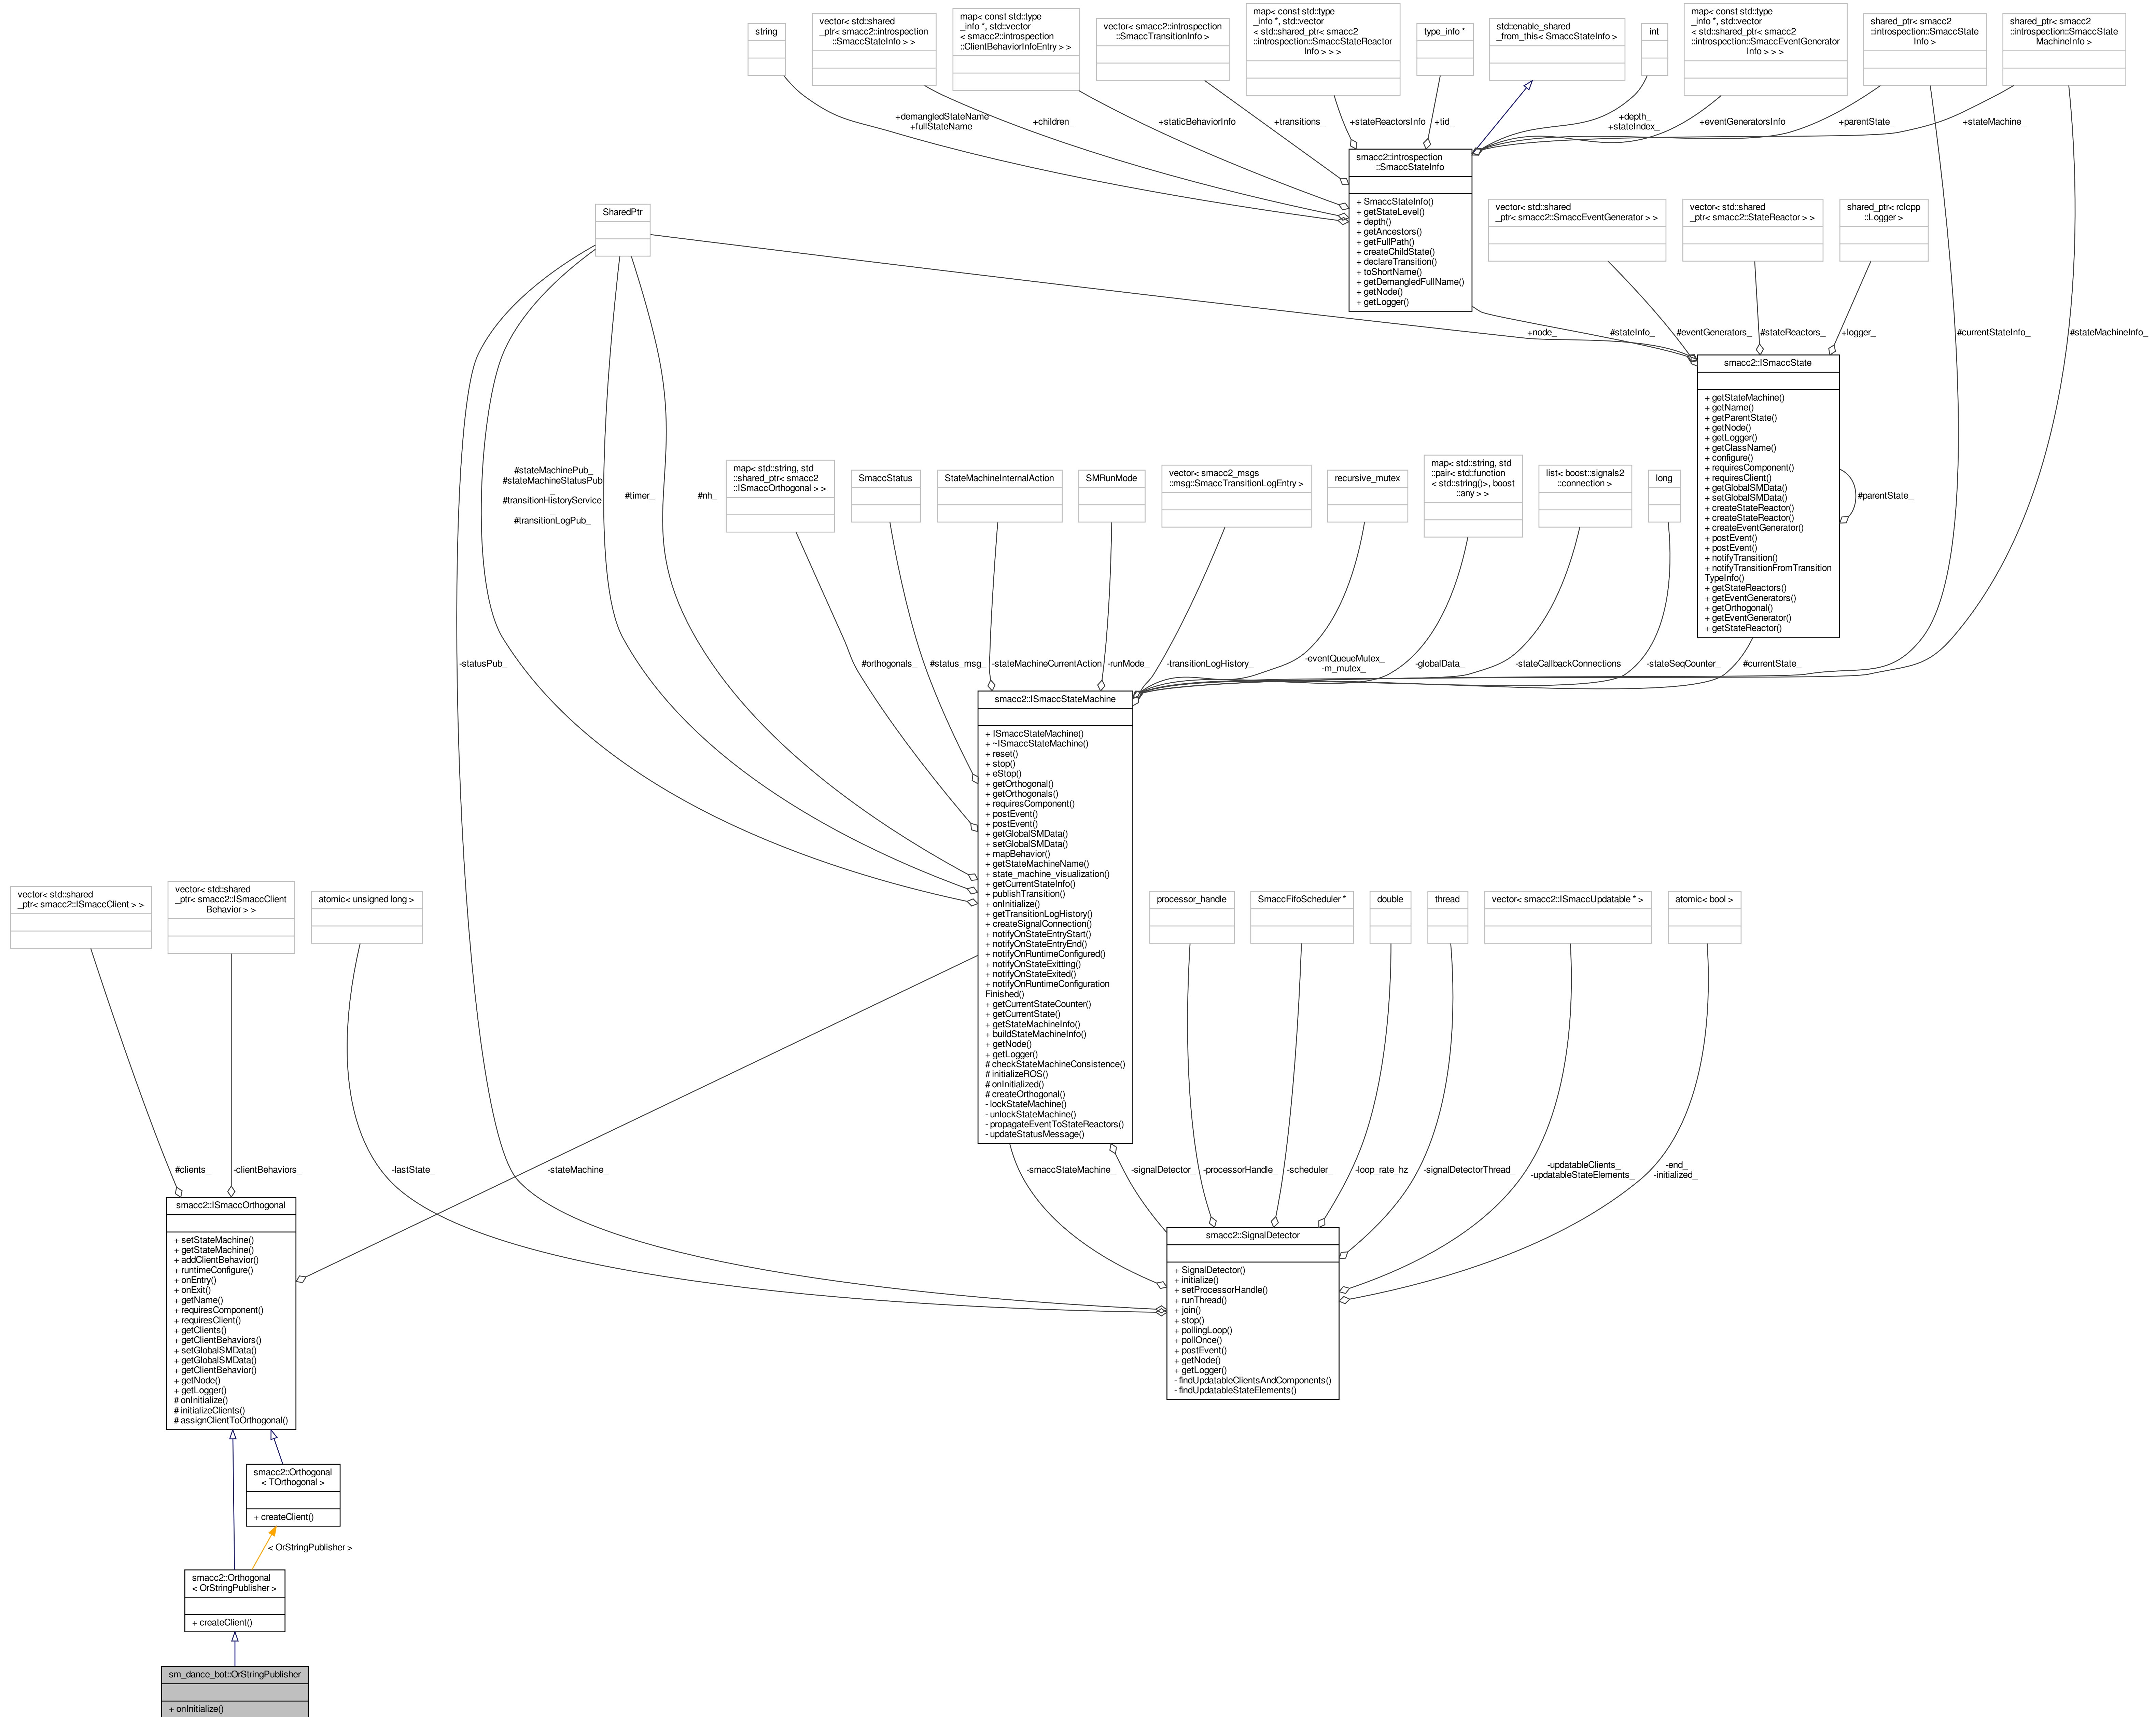 string
vector< std::shared
_ptr< smacc2::introspection
::SmaccStateInfo > >
map< const std::type
_info *, std::vector
< smacc2::introspection
::ClientBehaviorInfoEntry > >
vector< smacc2::introspection
::SmaccTransitionInfo >
map< const std::type
_info *, std::vector
< std::shared_ptr< smacc2
::introspection::SmaccStateReactor
Info > > >
type_info *
std::enable_shared
_from_this< SmaccStateInfo >
int
map< const std::type
_info *, std::vector
< std::shared_ptr< smacc2
::introspection::SmaccEventGenerator
Info > > >
shared_ptr< smacc2
::introspection::SmaccState
Info >
shared_ptr< smacc2
::introspection::SmaccState
MachineInfo >
+demangledStateName
+fullStateName
+children_
+staticBehaviorInfo
+transitions_
+stateReactorsInfo
+tid_
+depth_
+stateIndex_
+eventGeneratorsInfo
+parentState_
+stateMachine_
smacc2::introspection
::SmaccStateInfo
+ SmaccStateInfo()
+ getStateLevel()
+ depth()
+ getAncestors()
+ getFullPath()
+ createChildState()
+ declareTransition()
+ toShortName()
+ getDemangledFullName()
+ getNode()
+ getLogger()
SharedPtr
vector< std::shared
_ptr< smacc2::SmaccEventGenerator > >
vector< std::shared
_ptr< smacc2::StateReactor > >
shared_ptr< rclcpp
::Logger >
+node_
#stateInfo_
#eventGenerators_
#stateReactors_
+logger_
#currentStateInfo_
#stateMachineInfo_
smacc2::ISmaccState
+ getStateMachine()
+ getName()
+ getParentState()
+ getNode()
+ getLogger()
+ getClassName()
+ configure()
+ requiresComponent()
+ requiresClient()
+ getGlobalSMData()
+ setGlobalSMData()
+ createStateReactor()
+ createStateReactor()
+ createEventGenerator()
+ postEvent()
+ postEvent()
+ notifyTransition()
+ notifyTransitionFromTransition
TypeInfo()
+ getStateReactors()
+ getEventGenerators()
+ getOrthogonal()
+ getEventGenerator()
+ getStateReactor()
#parentState_
#stateMachinePub_
#stateMachineStatusPub
_
#transitionHistoryService
_
#transitionLogPub_
#timer_
#nh_
map< std::string, std
::shared_ptr< smacc2
::ISmaccOrthogonal > >
SmaccStatus
StateMachineInternalAction
SMRunMode
vector< smacc2_msgs
::msg::SmaccTransitionLogEntry >
recursive_mutex
map< std::string, std
::pair< std::function
< std::string()>, boost
::any > >
list< boost::signals2
::connection >
long
-statusPub_
#orthogonals_
#status_msg_
-stateMachineCurrentAction
-runMode_
-transitionLogHistory_
-eventQueueMutex_
-m_mutex_
-globalData_
-stateCallbackConnections
-stateSeqCounter_
#currentState_
smacc2::ISmaccStateMachine
+ ISmaccStateMachine()
+ ~ISmaccStateMachine()
+ reset()
+ stop()
+ eStop()
+ getOrthogonal()
+ getOrthogonals()
+ requiresComponent()
+ postEvent()
+ postEvent()
+ getGlobalSMData()
+ setGlobalSMData()
+ mapBehavior()
+ getStateMachineName()
+ state_machine_visualization()
+ getCurrentStateInfo()
+ publishTransition()
+ onInitialize()
+ getTransitionLogHistory()
+ createSignalConnection()
+ notifyOnStateEntryStart()
+ notifyOnStateEntryEnd()
+ notifyOnRuntimeConfigured()
+ notifyOnStateExitting()
+ notifyOnStateExited()
+ notifyOnRuntimeConfiguration
Finished()
+ getCurrentStateCounter()
+ getCurrentState()
+ getStateMachineInfo()
+ buildStateMachineInfo()
+ getNode()
+ getLogger()
# checkStateMachineConsistence()
# initializeROS()
# onInitialized()
# createOrthogonal()
- lockStateMachine()
- unlockStateMachine()
- propagateEventToStateReactors()
- updateStatusMessage()
vector< std::shared
_ptr< smacc2::ISmaccClient > >
vector< std::shared
_ptr< smacc2::ISmaccClient
Behavior > >
atomic< unsigned long >
processor_handle
SmaccFifoScheduler *
double
thread
vector< smacc2::ISmaccUpdatable * >
atomic< bool >
#clients_
-clientBehaviors_
-lastState_
-stateMachine_
-smaccStateMachine_
-signalDetector_
-processorHandle_
-scheduler_
-loop_rate_hz
-signalDetectorThread_
-updatableClients_
-updatableStateElements_
-end_
-initialized_
smacc2::ISmaccOrthogonal
+ setStateMachine()
+ getStateMachine()
+ addClientBehavior()
+ runtimeConfigure()
+ onEntry()
+ onExit()
+ getName()
+ requiresComponent()
+ requiresClient()
+ getClients()
+ getClientBehaviors()
+ setGlobalSMData()
+ getGlobalSMData()
+ getClientBehavior()
+ getNode()
+ getLogger()
# onInitialize()
# initializeClients()
# assignClientToOrthogonal()
smacc2::SignalDetector
+ SignalDetector()
+ initialize()
+ setProcessorHandle()
+ runThread()
+ join()
+ stop()
+ pollingLoop()
+ pollOnce()
+ postEvent()
+ getNode()
+ getLogger()
- findUpdatableClientsAndComponents()
- findUpdatableStateElements()
smacc2::Orthogonal
< TOrthogonal >
+ createClient()
< OrStringPublisher >
smacc2::Orthogonal
< OrStringPublisher >
+ createClient()
sm_dance_bot::OrStringPublisher
+ onInitialize()